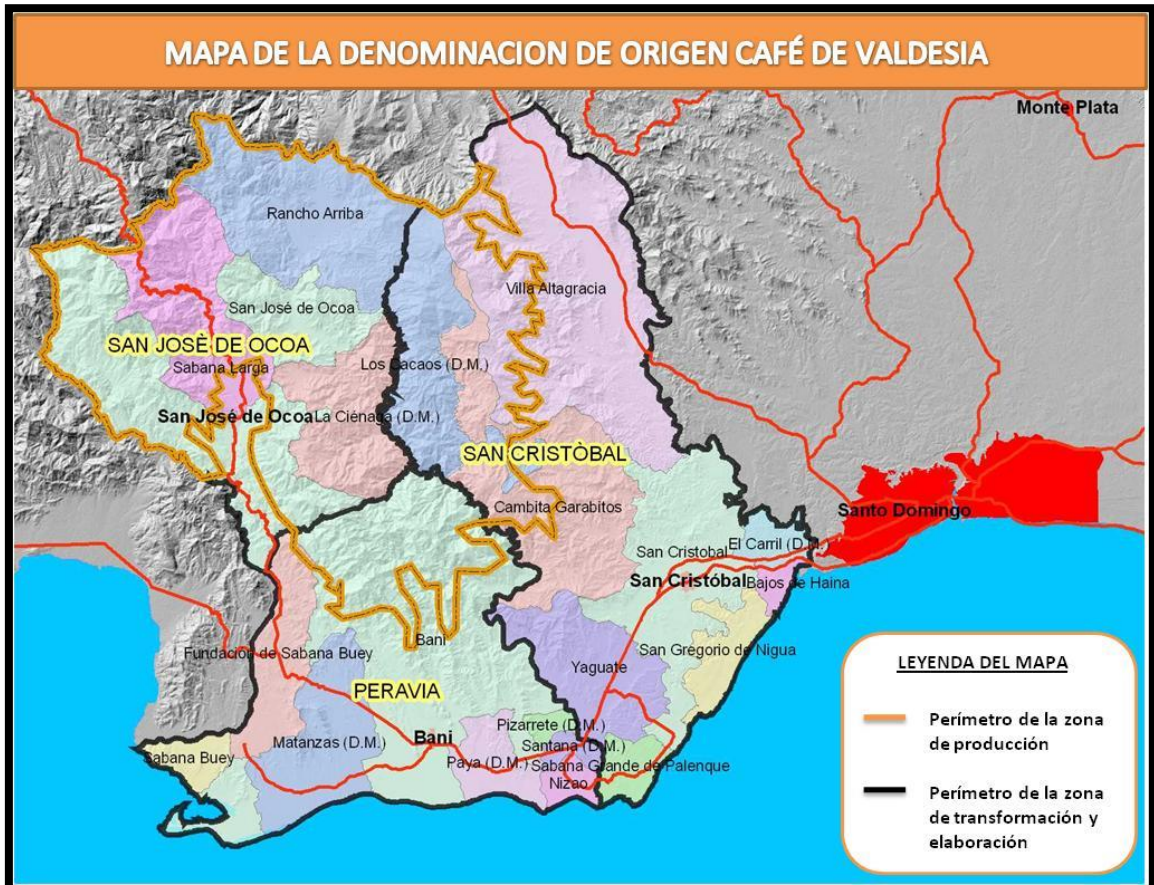 MAPA DE LA DENOMINACION DE ORIGEN CAFÉ DE VALDESIA
Monte Plata
Rancho Arriba
Villa Altagracia
San José de Ocoa
SAN JOSÈ DE OCOA
Sabana Larga
Los Cacaos (D.M.)
San José de Ocoa
La Ciénaga (D.M.)
SAN CRISTÒBAL
Cambita Garabitos
Santo Domingo
El Carril (D.M.)
San Cristobal
San Cristóbal
Bajos de Haina
Bani
Fundación de Sabana Buey
San Gregorio de Nigua
Yaguate
PERAVIA
Pizarrete (D.M.)
Bani
Matanzas (D.M.)
Santana (D.M.)
Sabana Buey
Paya (D.M.)
Sabana Grande de Palenque
Nizao
LEYENDA DEL MAPA
Perímetro de la zona
de producción
Perímetro de la zona
de transformación y
elaboración